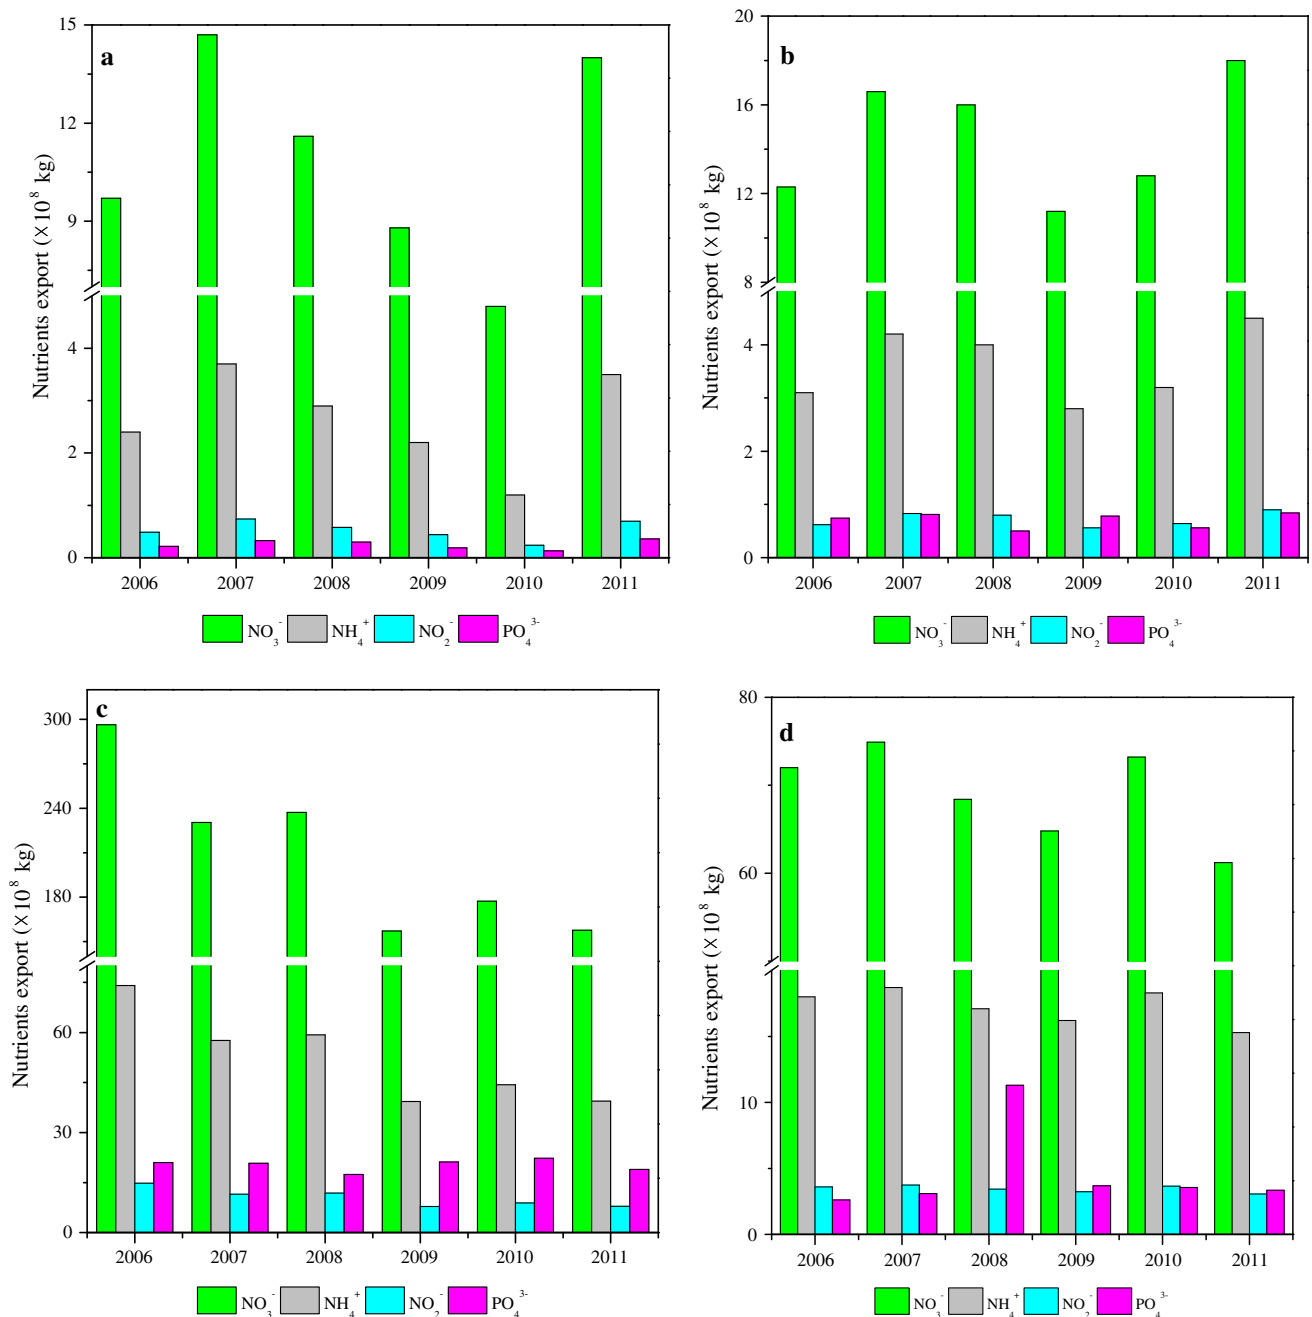 a
15
12
9
4
2
0
Nutrients export (×10⁸ kg)
2006 2007 2008 2009 2010 2011
NO₃⁻ NH₄⁺ NO₂⁻ PO₄³⁻
b
20
16
12
8
4
2
0
Nutrients export (×10⁸ kg)
2006 2007 2008 2009 2010 2011
NO₃⁻ NH₄⁺ NO₂⁻ PO₄³⁻
c
300
240
180
60
30
0
Nutrients export (×10⁸ kg)
2006 2007 2008 2009 2010 2011
NO₃⁻ NH₄⁺ NO₂⁻ PO₄³⁻
d
80
60
10
0
Nutrients export (×10⁸ kg)
2006 2007 2008 2009 2010 2011
NO₃⁻ NH₄⁺ NO₂⁻ PO₄³⁻